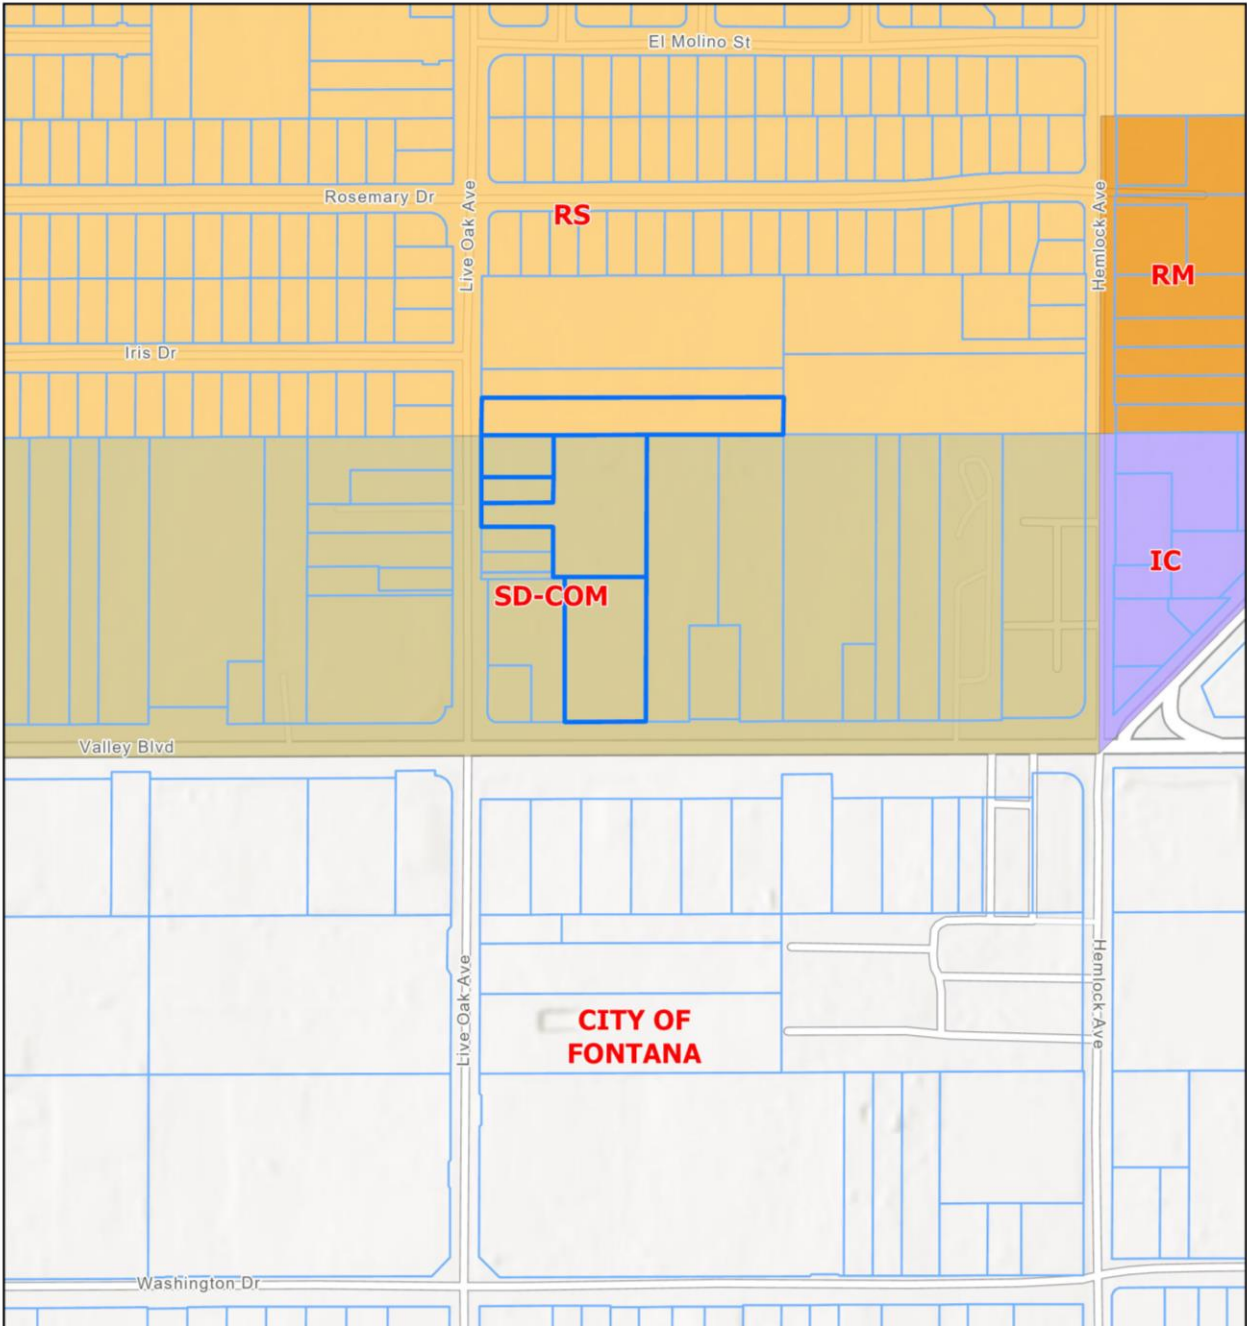 El Molino St
Rosemary Dr
Live Oak Ave
RS
Hemlock Ave
RM
Iris Dr
IC
SD-COM
Valley Blvd
Live Oak Ave
CITY OF
FONTANA
Hemlock Ave
Washington Dr